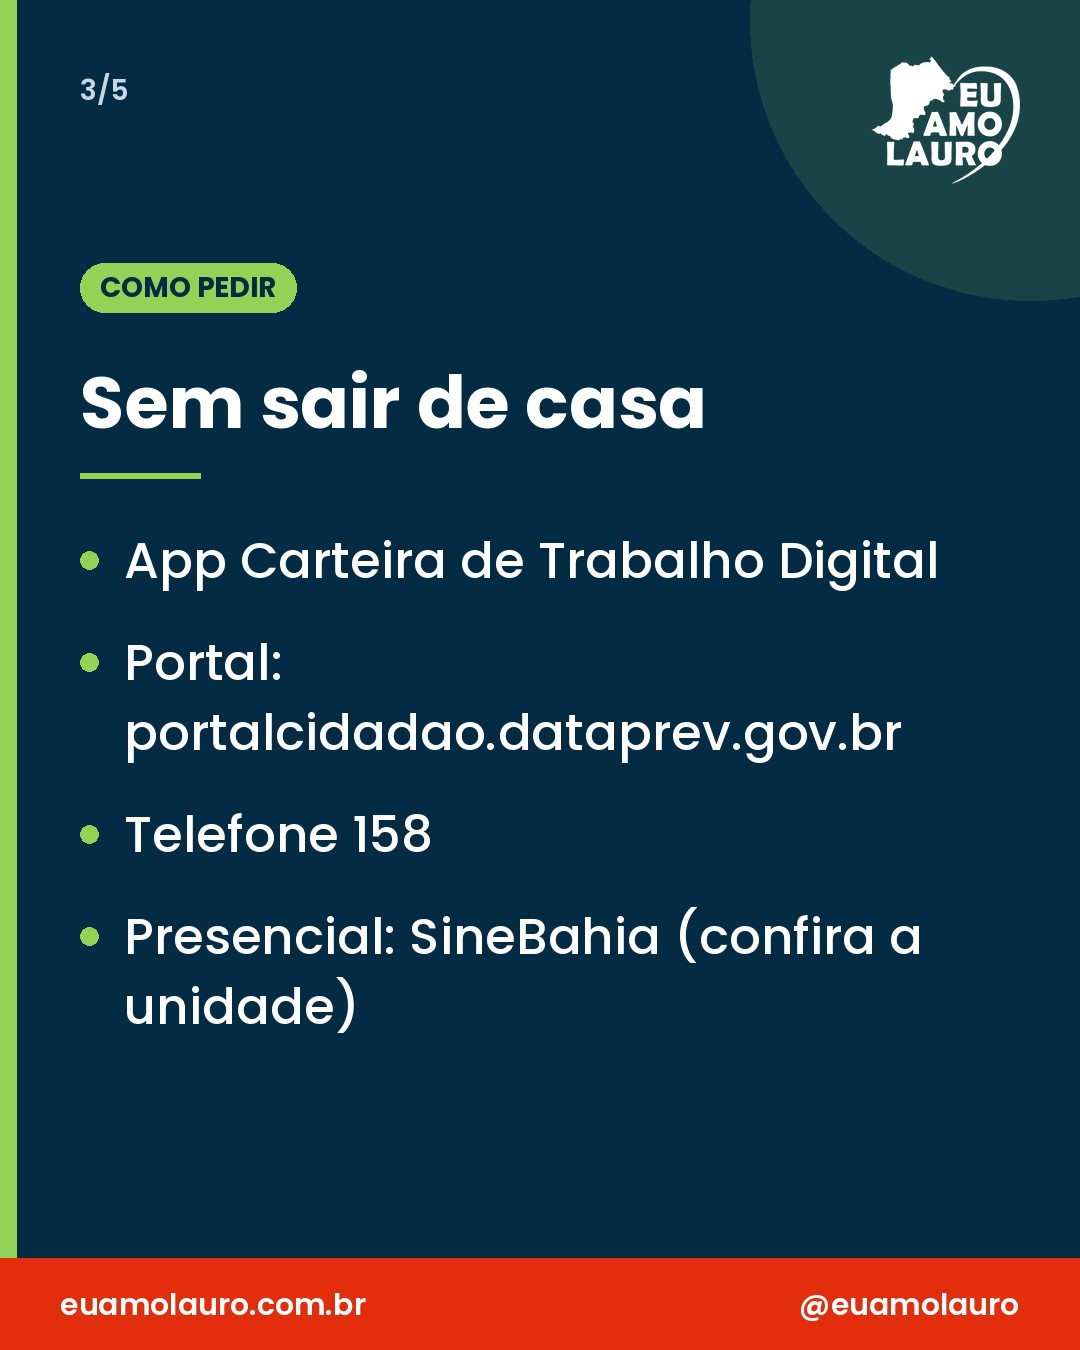 3/5
EU
AMO
LAURO
COMO PEDIR
Sem sair de casa
App Carteira de Trabalho Digital
Portal:
portalcidadao.dataprev.gov.br
Telefone 158
Presencial: SineBahia (confira a
unidade)
euamolauro.com.br
@euamolauro